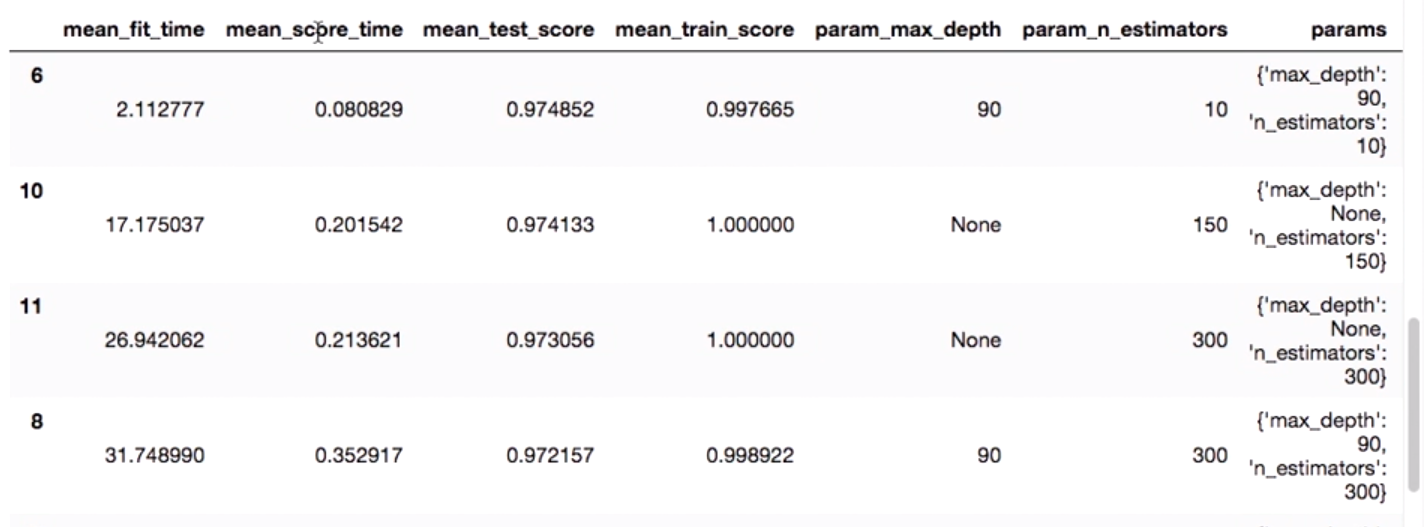 mean_fit_time mean_score_time mean_test_score mean_train_score param_max_depth param_n_estimators params
6 {'max_depth':
2.112777 0.080829 0.974852 0.997665 90 10 90,
'n_estimators':
10}
10 {'max_depth':
17.175037 0.201542 0.974133 1.000000 None 150 None,
'n_estimators':
150}
11 {'max_depth':
26.942062 0.213621 0.973056 1.000000 None 300 None,
'n_estimators':
300}
8 {'max_depth':
31.748990 0.352917 0.972157 0.998922 90 300 90,
'n_estimators':
300}